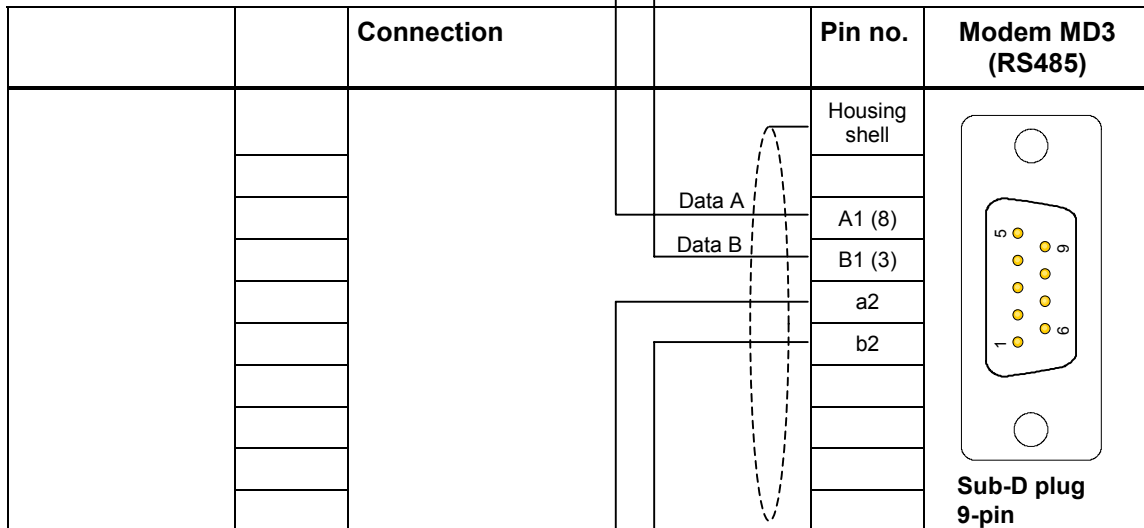 Connection
Pin no.
Modem MD3
(RS485)
Housing
shell
Data A
A1 (8)
Data B
B1 (3)
a2
b2
5
9
1
6
Sub-D plug
9-pin